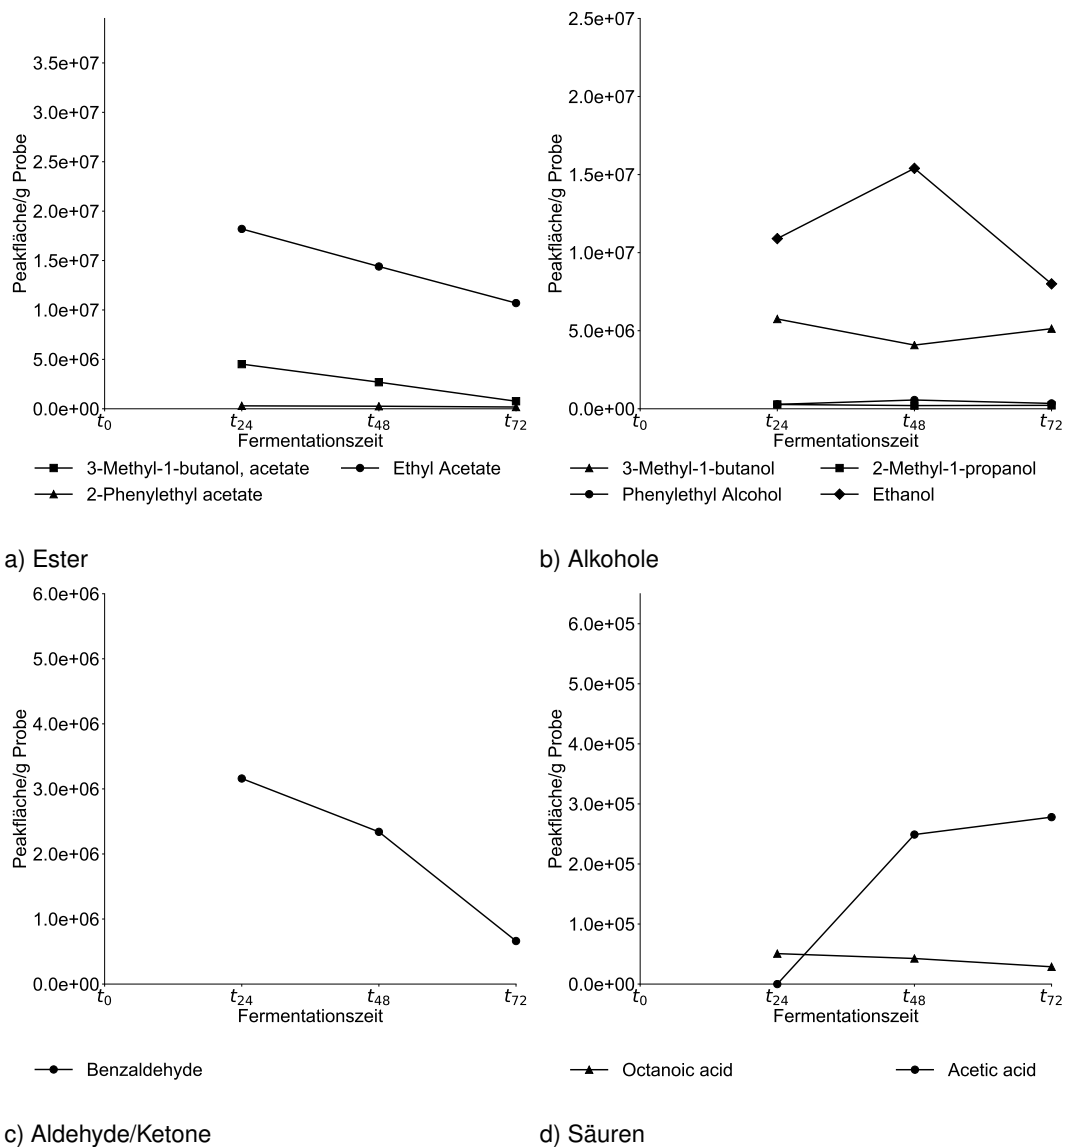 3.5e+07
3.0e+07
2.5e+07
2.0e+07
1.5e+07
1.0e+07
5.0e+06
0.0e+00
Peakfläche/g Probe
t0 t24 t48 t72
Fermentationszeit
3-Methyl-1-butanol, acetate Ethyl Acetate
2-Phenylethyl acetate
a) Ester
2.5e+07
2.0e+07
1.5e+07
1.0e+07
5.0e+06
0.0e+00
Peakfläche/g Probe
t0 t24 t48 t72
Fermentationszeit
3-Methyl-1-butanol 2-Methyl-1-propanol
Phenylethyl Alcohol Ethanol
b) Alkohole
6.0e+06
5.0e+06
4.0e+06
3.0e+06
2.0e+06
1.0e+06
0.0e+00
Peakfläche/g Probe
t0 t24 t48 t72
Fermentationszeit
Benzaldehyde
c) Aldehyde/Ketone
6.0e+05
5.0e+05
4.0e+05
3.0e+05
2.0e+05
1.0e+05
0.0e+00
Peakfläche/g Probe
t0 t24 t48 t72
Fermentationszeit
Octanoic acid Acetic acid
d) Säuren